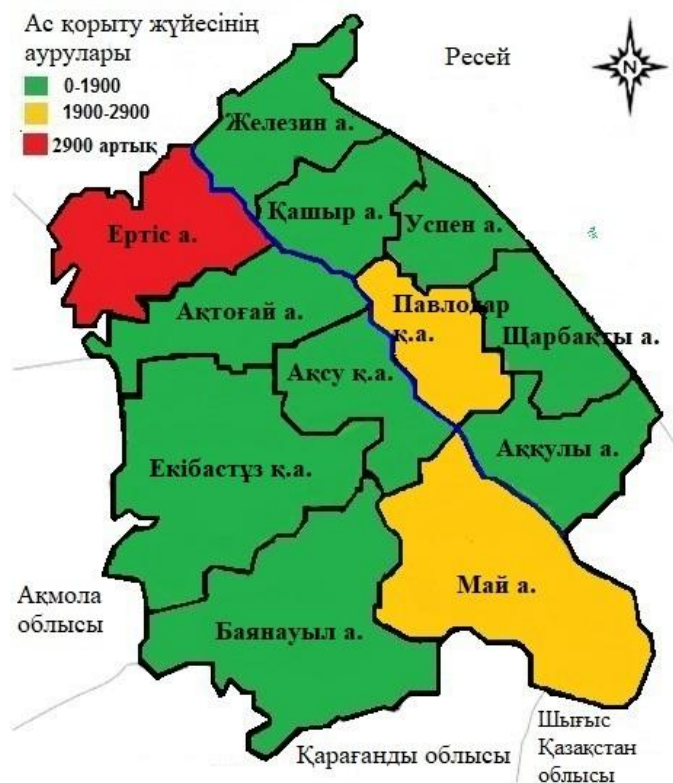 Ас қорыту жүйесінің
аурулары
0-1900
1900-2900
2900 артық
Ресей
N
Железин а.
Қашыр а.
Успен а.
Ертіс а.
Ақтоғай а.
Павлодар
қ.а.
Щарбақты а.
Ақсу қ.а.
Аққулы а.
Екібастұз қ.а.
Май а.
Баянауыл а.
Ақмола
облысы
Қарағанды облысы
Шығыс
Қазақстан
облысы